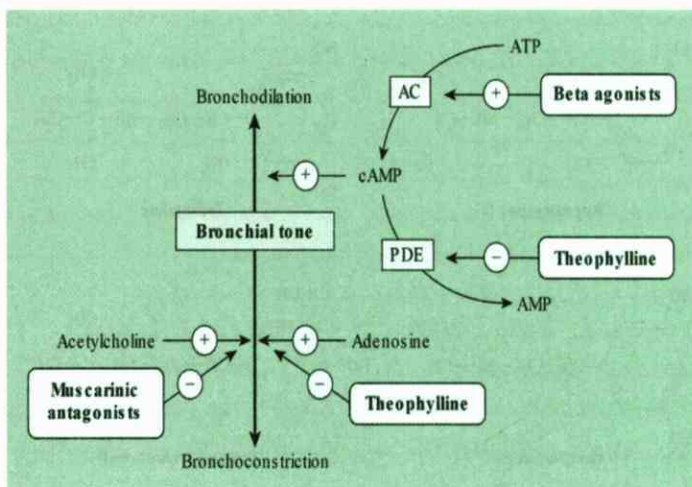 ATP
Bronchodilation
AC
+
Beta agonists
+
cAMP
Bronchial tone
PDE
−
Theophylline
AMP
Acetylcholine
+
+
Adenosine
Muscarinic
antagonists
−
−
Theophylline
Bronchoconstriction